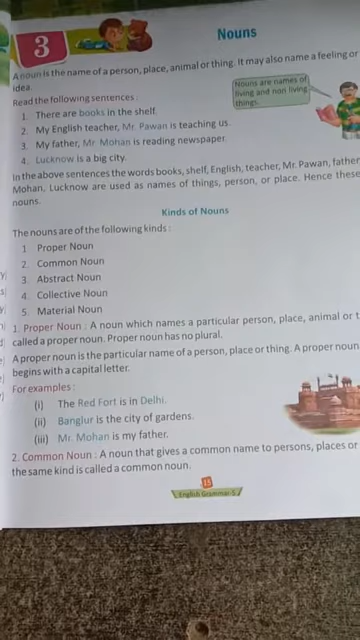 3
Nouns
A noun is the name of a person, place, animal or thing. It may also name a feeling or
idea.
Nouns are names of
living and non living
things.
Read the following sentences :
1. There are books in the shelf.
2. My English teacher, Mr. Pawan is teaching us.
3. My father, Mr Mohan is reading newspaper.
4. Lucknow is a big city.
In the above sentences the words books, shelf, English, teacher, Mr. Pawan, father
Mohan, Lucknow are used as names of things, person, or place. Hence these
nouns.
Kinds of Nouns
The nouns are of the following kinds :
1 Proper Noun
2. Common Noun
3. Abstract Noun
4. Collective Noun
5. Material Noun
1. Proper Noun : A noun which names a particular person, place, animal or t
called a proper noun. Proper noun has no plural.
A proper noun is the particular name of a person, place or thing. A proper noun
begins with a capital letter.
For examples :
(i) The Red Fort is in Delhi.
(ii) Banglur is the city of gardens.
(iii) Mr. Mohan is my father.
2. Common Noun : A noun that gives a common name to persons, places or
the same kind is called a common noun.
15
English Grammar-5